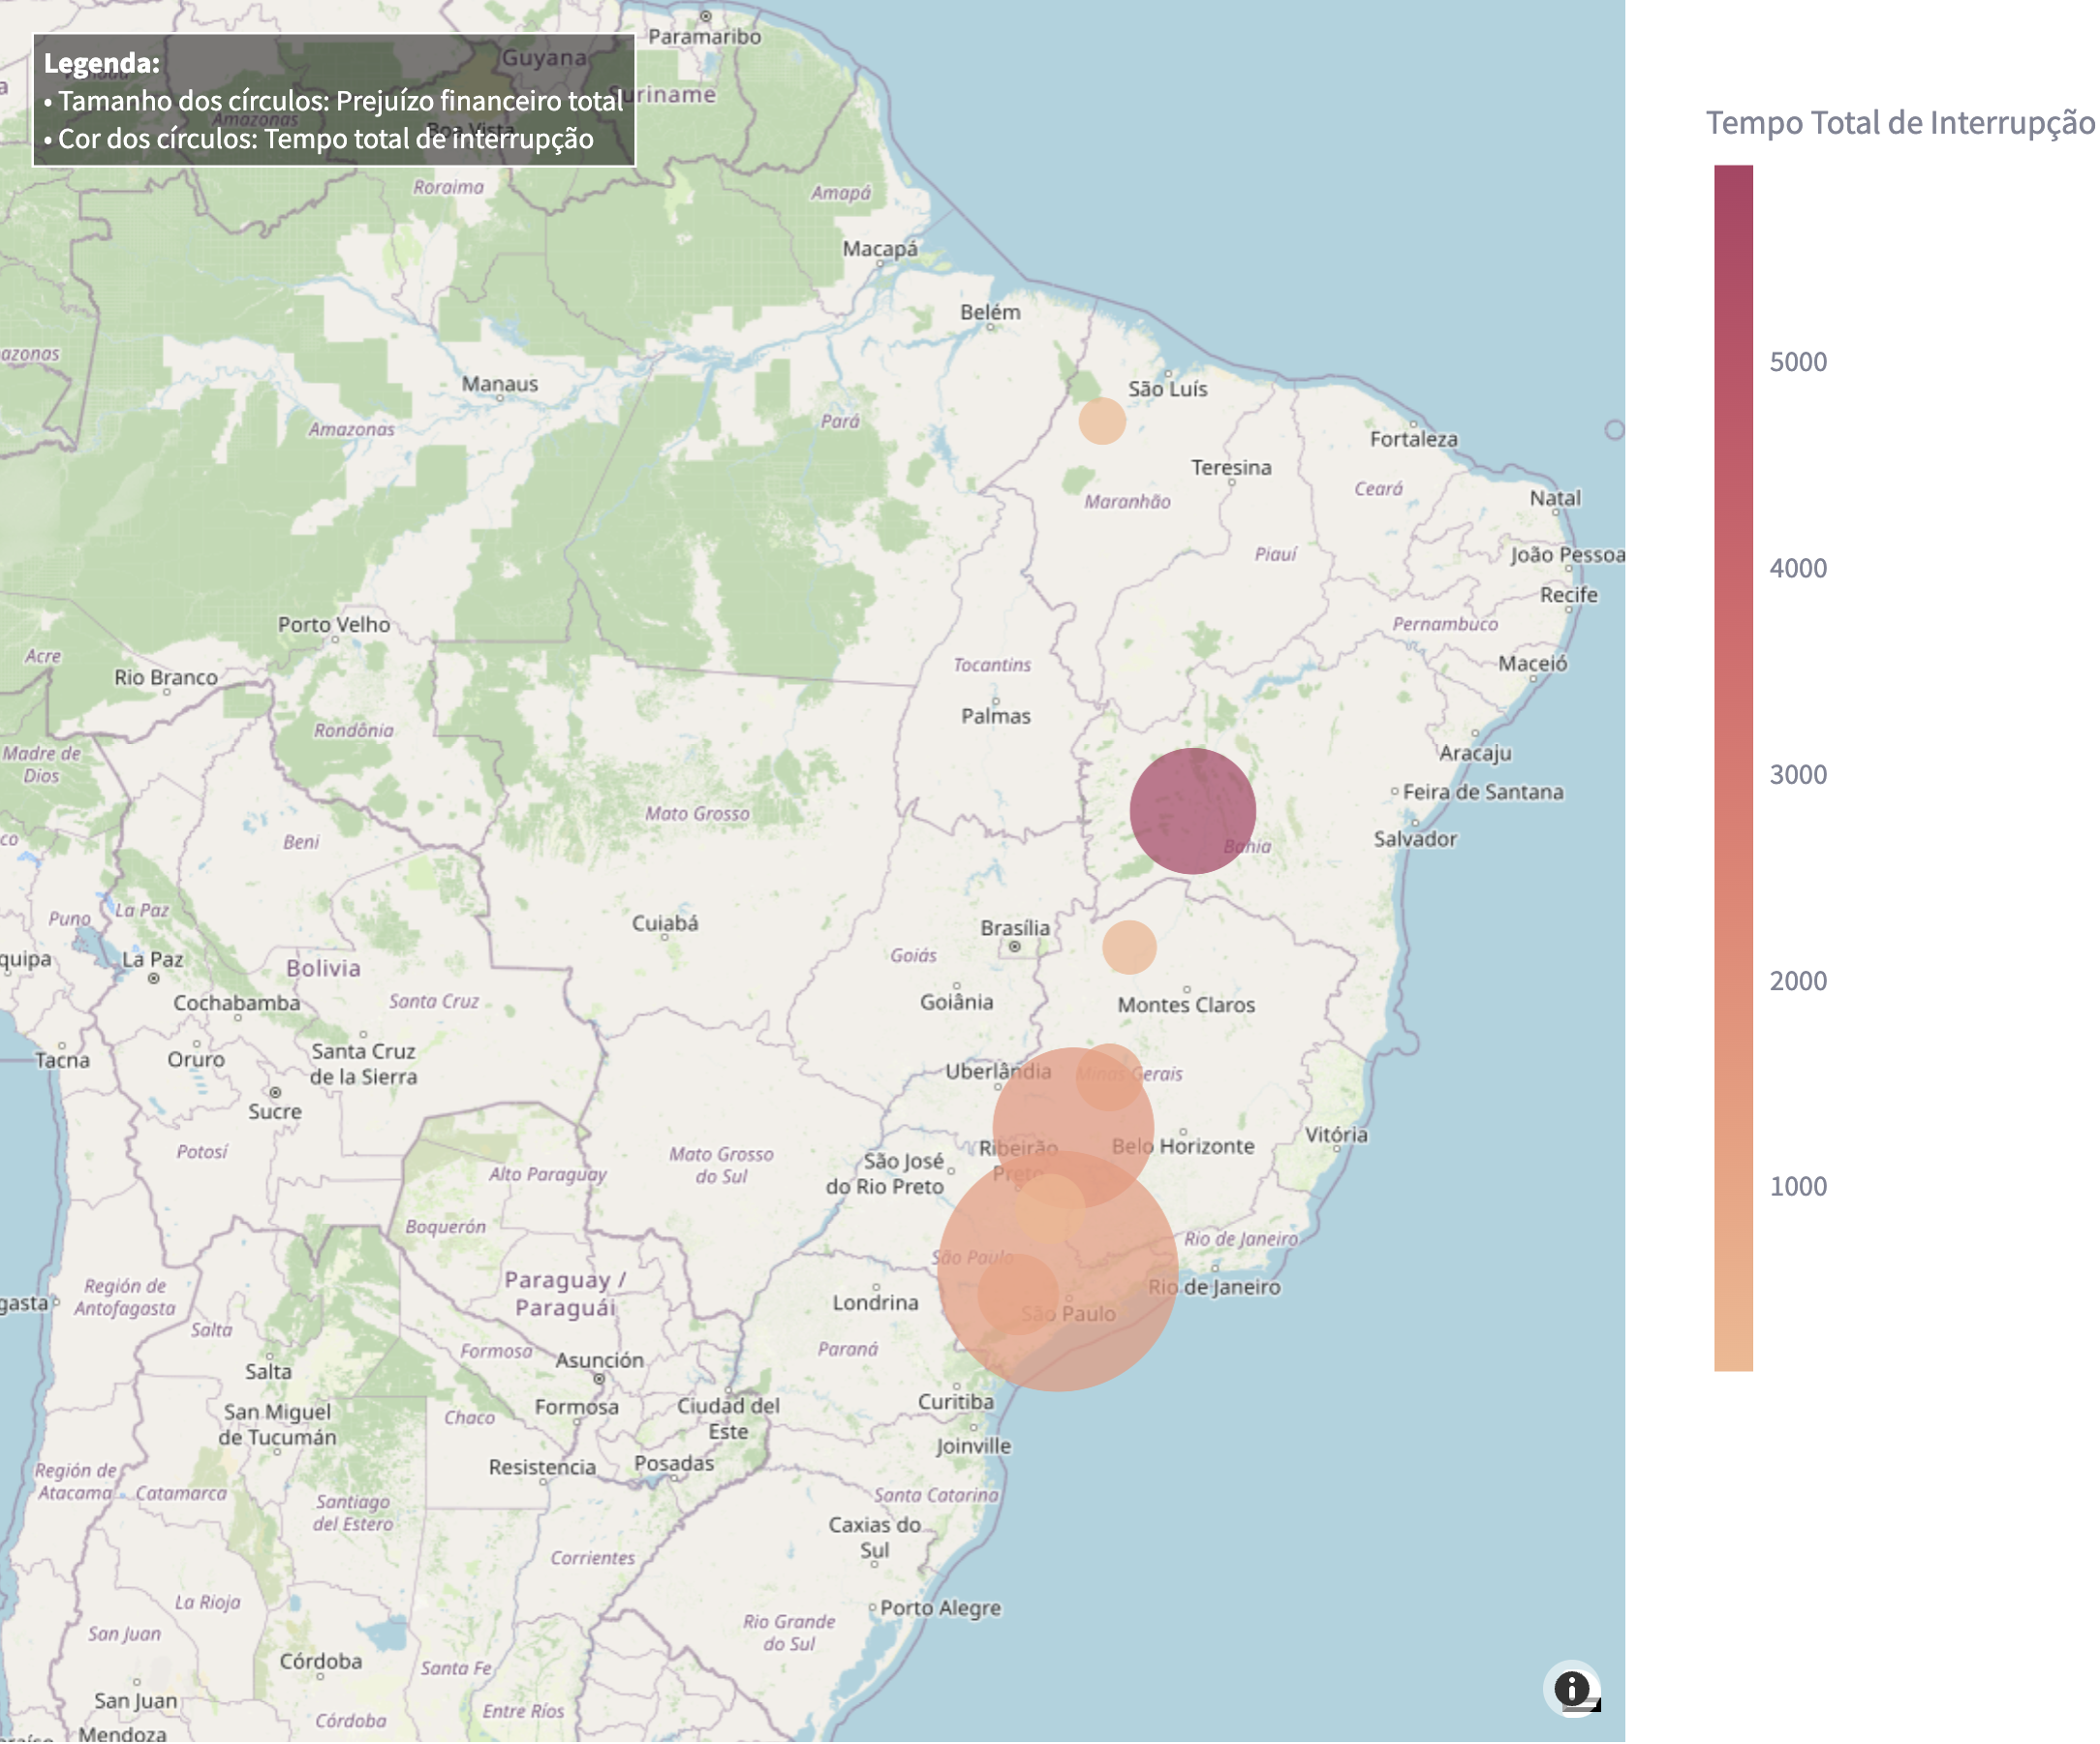 Legenda:
• Tamanho dos círculos: Prejuízo financeiro total
• Cor dos círculos: Tempo total de interrupção
Tempo Total de Interrupção
5000
4000
3000
2000
1000
Paramaribo
Guyana
Suriname
Amazonas
Boa Vista
Roraima
Amapá
Macapá
Belém
São Luís
Manaus
Amazonas
Pará
Fortaleza
Teresina
Ceará
Maranhão
Natal
Piauí
João Pessoa
Recife
Pernambuco
Porto Velho
Acre
Rio Branco
Tocantins
Maceió
Palmas
Rondônia
Aracaju
Madre de
Dios
Feira de Santana
Mato Grosso
Salvador
Beni
Bahia
Puno
La Paz
Cuiabá
Brasília
Goiás
quipa
La Paz
Bolivia
Cochabamba
Santa Cruz
Goiânia
Montes Claros
Tacna
Oruro
Santa Cruz
de la Sierra
Uberlândia
Minas Gerais
Sucre
Potosí
Alto Paraguay
Mato Grosso
do Sul
São José
do Rio Preto
Ribeirão
Preto
Belo Horizonte
Vitória
Boquerón
Rio de Janeiro
São Paulo
Rio de Janeiro
Región de
Antofagasta
gasta
Paraguay /
Paraguái
Londrina
São Paulo
Salta
Formosa
Paraná
Salta
Asunción
San Miguel
de Tucumán
Chaco
Formosa
Ciudad del
Este
Curitiba
Joinville
Región de
Atacama
Catamarca
Resistencia
Posadas
Santiago
del Estero
Santa Catarina
Caxias do
Sul
Corrientes
La Rioja
San Juan
Rio Grande
do Sul
Porto Alegre
Córdoba
Santa Fe
San Juan
Córdoba
Entre Ríos
Mendoza